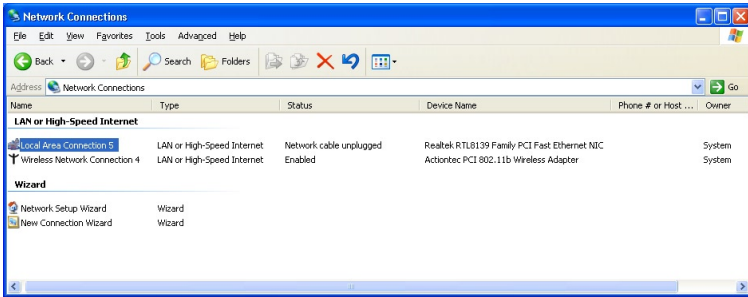 Network Connections
File Edit View Favorites Tools Advanced Help
Back Search Folders
Address Network Connections Go
Name Type Status Device Name Phone # or Host ... Owner
LAN or High-Speed Internet
Local Area Connection 5 LAN or High-Speed Internet Network cable unplugged Realtek RTL8139 Family PCI Fast Ethernet NIC System
Wireless Network Connection 4 LAN or High-Speed Internet Enabled Actiontec PCI 802.11b Wireless Adapter System
Wizard
Network Setup Wizard Wizard
New Connection Wizard Wizard